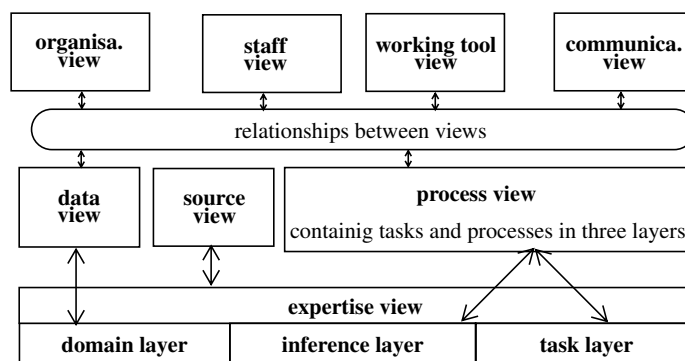 organisa.
view
staff
view
working tool
view
communica.
view
relationships between views
data
view
source
view
process view
containig tasks and processes in three layers
expertise view
domain layer
inference layer
task layer